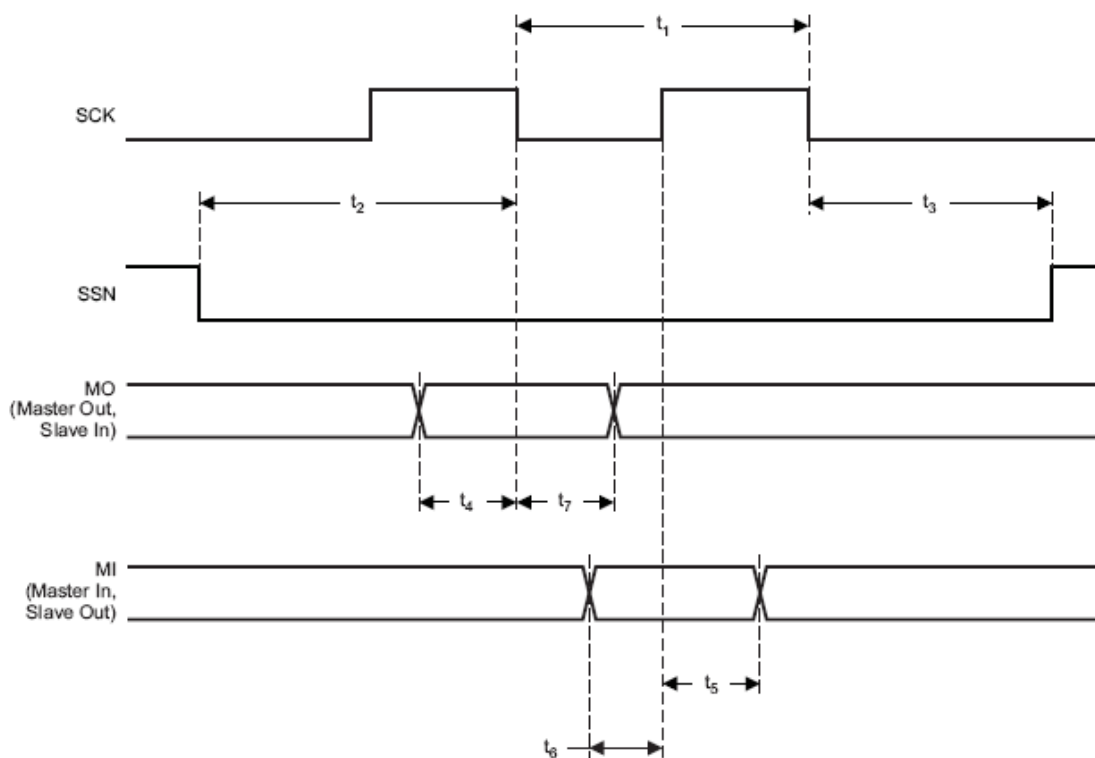 t₁
SCK
t₂
t₃
SSN
MO
(Master Out,
Slave In)
t₄
t₇
MI
(Master In,
Slave Out)
t₅
t₆